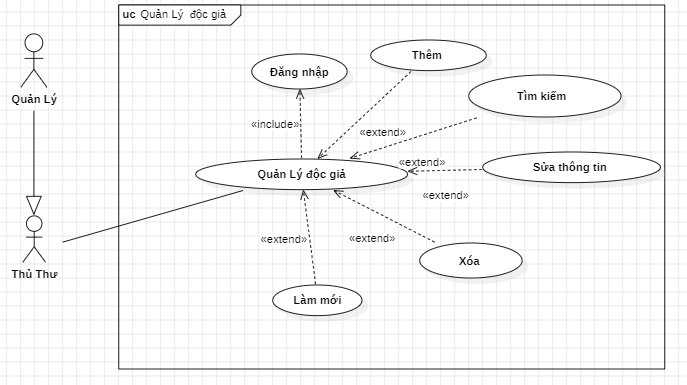 uc Quản Lý độc giả
Quản Lý
Đăng nhập
Thêm
Tìm kiếm
«include»
«extend»
«extend»
Quản Lý độc giả
Sửa thông tin
«extend»
«extend»
«extend»
Thủ Thư
Xóa
Làm mới